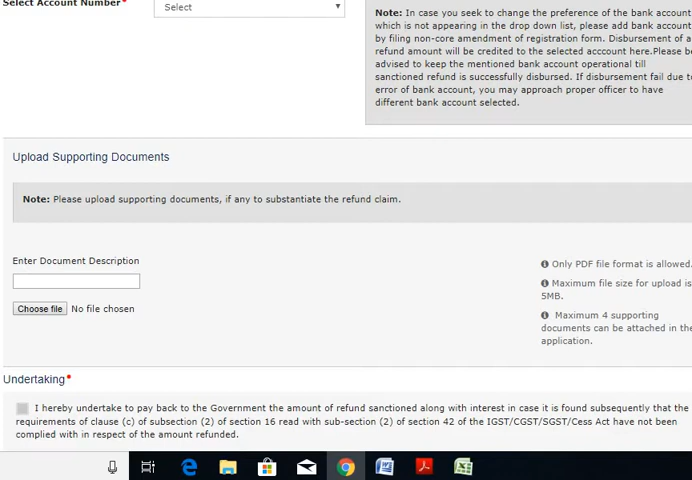 Select Account Number*
Select
Note: In case you seek to change the preference of the bank account
which is not appearing in the drop down list, please add bank account
by filing non-core amendment of registration form. Disbursement of
refund amount will be credited to the selected acccount here.Please
advised to keep the mentioned bank account operational till
sanctioned refund is successfully disbursed. If disbursement fail due
error of bank account, you may approach proper officer to have
different bank account selected.
Upload Supporting Documents
Note: Please upload supporting documents, if any to substantiate the refund claim.
Enter Document Description
Choose file No file chosen
Only PDF file format is allowed.
Maximum file size for upload is
5MB.
Maximum 4 supporting
documents can be attached in the
application.
Undertaking*
I hereby undertake to pay back to the Government the amount of refund sanctioned along with interest in case it is found subsequently that the
requirements of clause (c) of subsection (2) of section 16 read with sub-section (2) of section 42 of the IGST/CGST/SGST/Cess Act have not been
complied with in respect of the amount refunded.